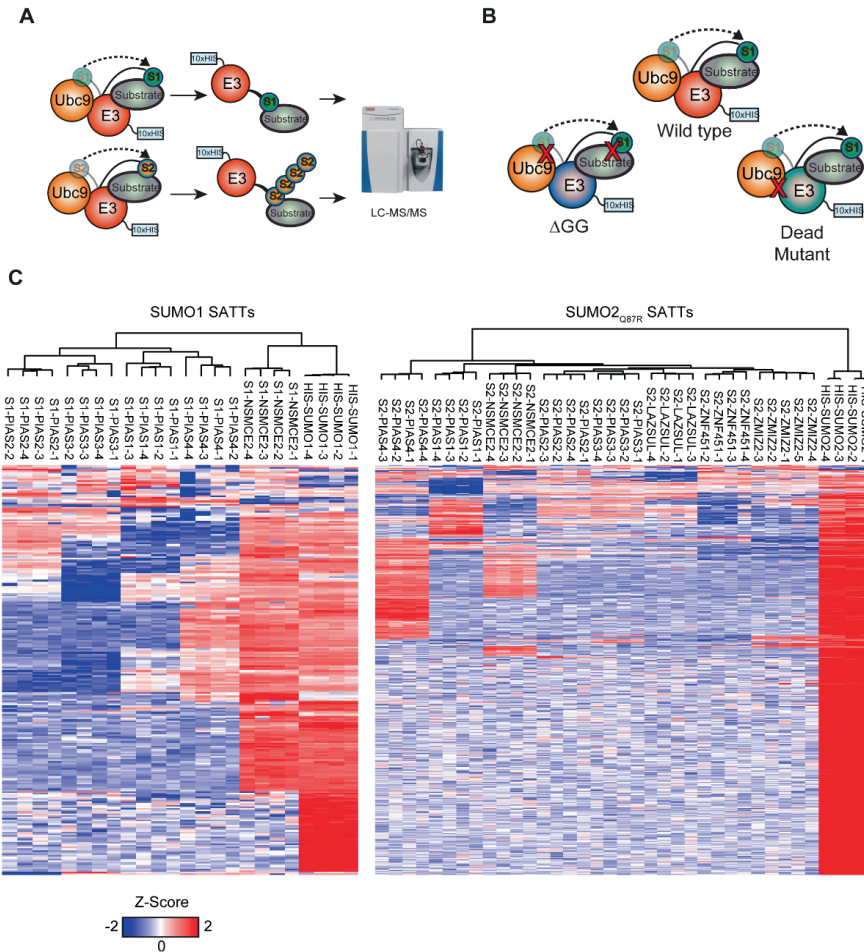 A
S1
Ubc9
E3
S1
Substrate
10xHIS
10xHIS
E3
S1
Substrate
S2
Ubc9
E3
S2
Substrate
10xHIS
10xHIS
E3
S2
S2
S2
S2
Substrate
LC-MS/MS
B
S1
Ubc9
E3
S1
Substrate
10xHIS
Wild type
S1
Ubc9
E3
S1
Substrate
10xHIS
ΔGG
S1
Ubc9
E3
S1
Substrate
10xHIS
Dead
Mutant
C
SUMO1 SATTs
S1-PIAS2-2
S1-PIAS2-4
S1-PIAS2-3
S1-PIAS2-1
S1-PIAS3-2
S1-PIAS3-4
S1-PIAS3-3
S1-PIAS3-1
S1-PIAS1-3
S1-PIAS1-4
S1-PIAS1-2
S1-PIAS1-1
S1-PIAS4-4
S1-PIAS4-3
S1-PIAS4-1
S1-PIAS4-2
S1-NSMCE2-4
S1-NSMCE2-3
S1-NSMCE2-2
S1-NSMCE2-1
HIS-SUMO1-4
HIS-SUMO1-3
HIS-SUMO1-2
HIS-SUMO1-1
SUMO2Q87R SATTs
S2-PIAS4-3
S2-PIAS4-2
S2-PIAS4-1
S2-PIAS4-4
S2-PIAS1-4
S2-PIAS1-3
S2-PIAS1-2
S2-PIAS1-1
S2-NSMCE2-4
S2-NSMCE2-3
S2-NSMCE2-2
S2-NSMCE2-1
S2-PIAS2-3
S2-PIAS2-4
S2-PIAS2-2
S2-PIAS2-1
S2-PIAS3-4
S2-PIAS3-3
S2-PIAS3-2
S2-PIAS3-1
S2-LAZSUL-4
S2-LAZSUL-2
S2-LAZSUL-1
S2-LAZSUL-3
S2-ZNF451-2
S2-ZNF451-1
S2-ZNF451-3
S2-ZNF451-4
S2-ZMIZ2-3
S2-ZMIZ2-2
S2-ZMIZ2-1
S2-ZMIZ2-5
S2-ZMIZ2-4
HIS-SUMO2-4
HIS-SUMO2-3
HIS-SUMO2-2
Z-Score
-2
2
0